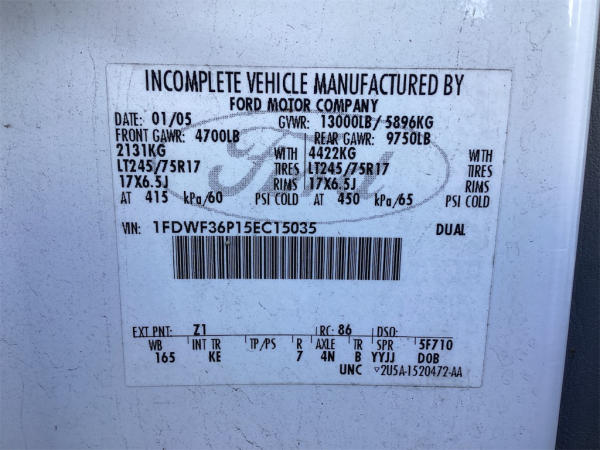 INCOMPLETE VEHICLE MANUFACTURED BY
FORD MOTOR COMPANY
DATE: 01/05 GVWR: 13000LB/ 5896KG
FRONT GAWR: 4700LB REAR GAWR: 9750LB
2131KG WITH 4422KG WITH
LT245/75R17 TIRES LT245/75R17 TIRES
17X6.5J RIMS 17X6.5J RIMS
AT 415 kPa/60 PSI COLD AT 450 kPa/65 PSI COLD
VIN: 1FDWF36P15EC15035 DUAL
Ford
EXT PNT: Z1 RC: 86 DSO:
WB INT TR TP/PS R AXLE TR SPR 5F710
165 KE 7 4N B YYJJ DOB
UNC ▽2U5A-1520472-AA